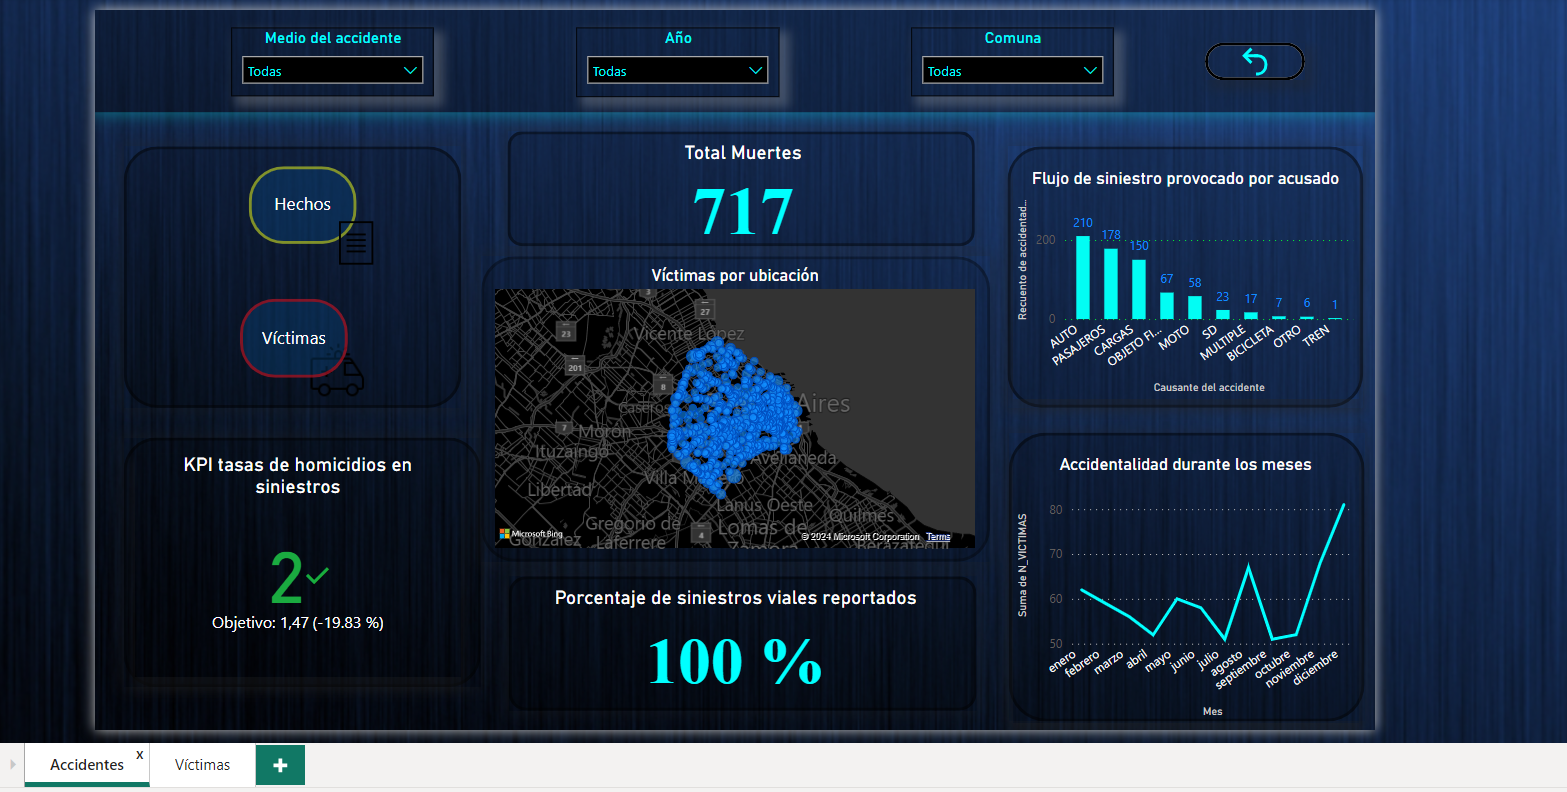 Medio del accidente
Todas
Año
Todas
Comuna
Todas
Hechos
Víctimas
KPI tasas de homicidios en
siniestros
2
Objetivo: 1,47 (-19.83 %)
Total Muertes
717
Víctimas por ubicación
3
27
23
Vicente López
201
8
Caseros
Aires
7
Moron
Ituzaingó
Avellaneda
Libertad
Lanus Oeste
Quilmes
Gregorio de
Laferrere
4
Lomas de
Zamora
González
Berazategui
Microsoft Bing
© 2024 Microsoft Corporation Terms
Porcentaje de siniestros viales reportados
100 %
Flujo de siniestro provocado por acusado
Recuento de accidentad...
200
0
210
178
150
67
58
23
17
7
6
1
AUTO
PASAJEROS
CARGAS
OBJETO FI...
MOTO
SD
MULTIPLE
BICICLETA
OTRO
TREN
Causante del accidente
Accidentalidad durante los meses
Suma de N_VICTIMAS
80
70
60
50
enero
febrero
marzo
abril
mayo
junio
julio
agosto
septiembre
octubre
noviembre
diciembre
Mes
Accidentes
x
Víctimas
+